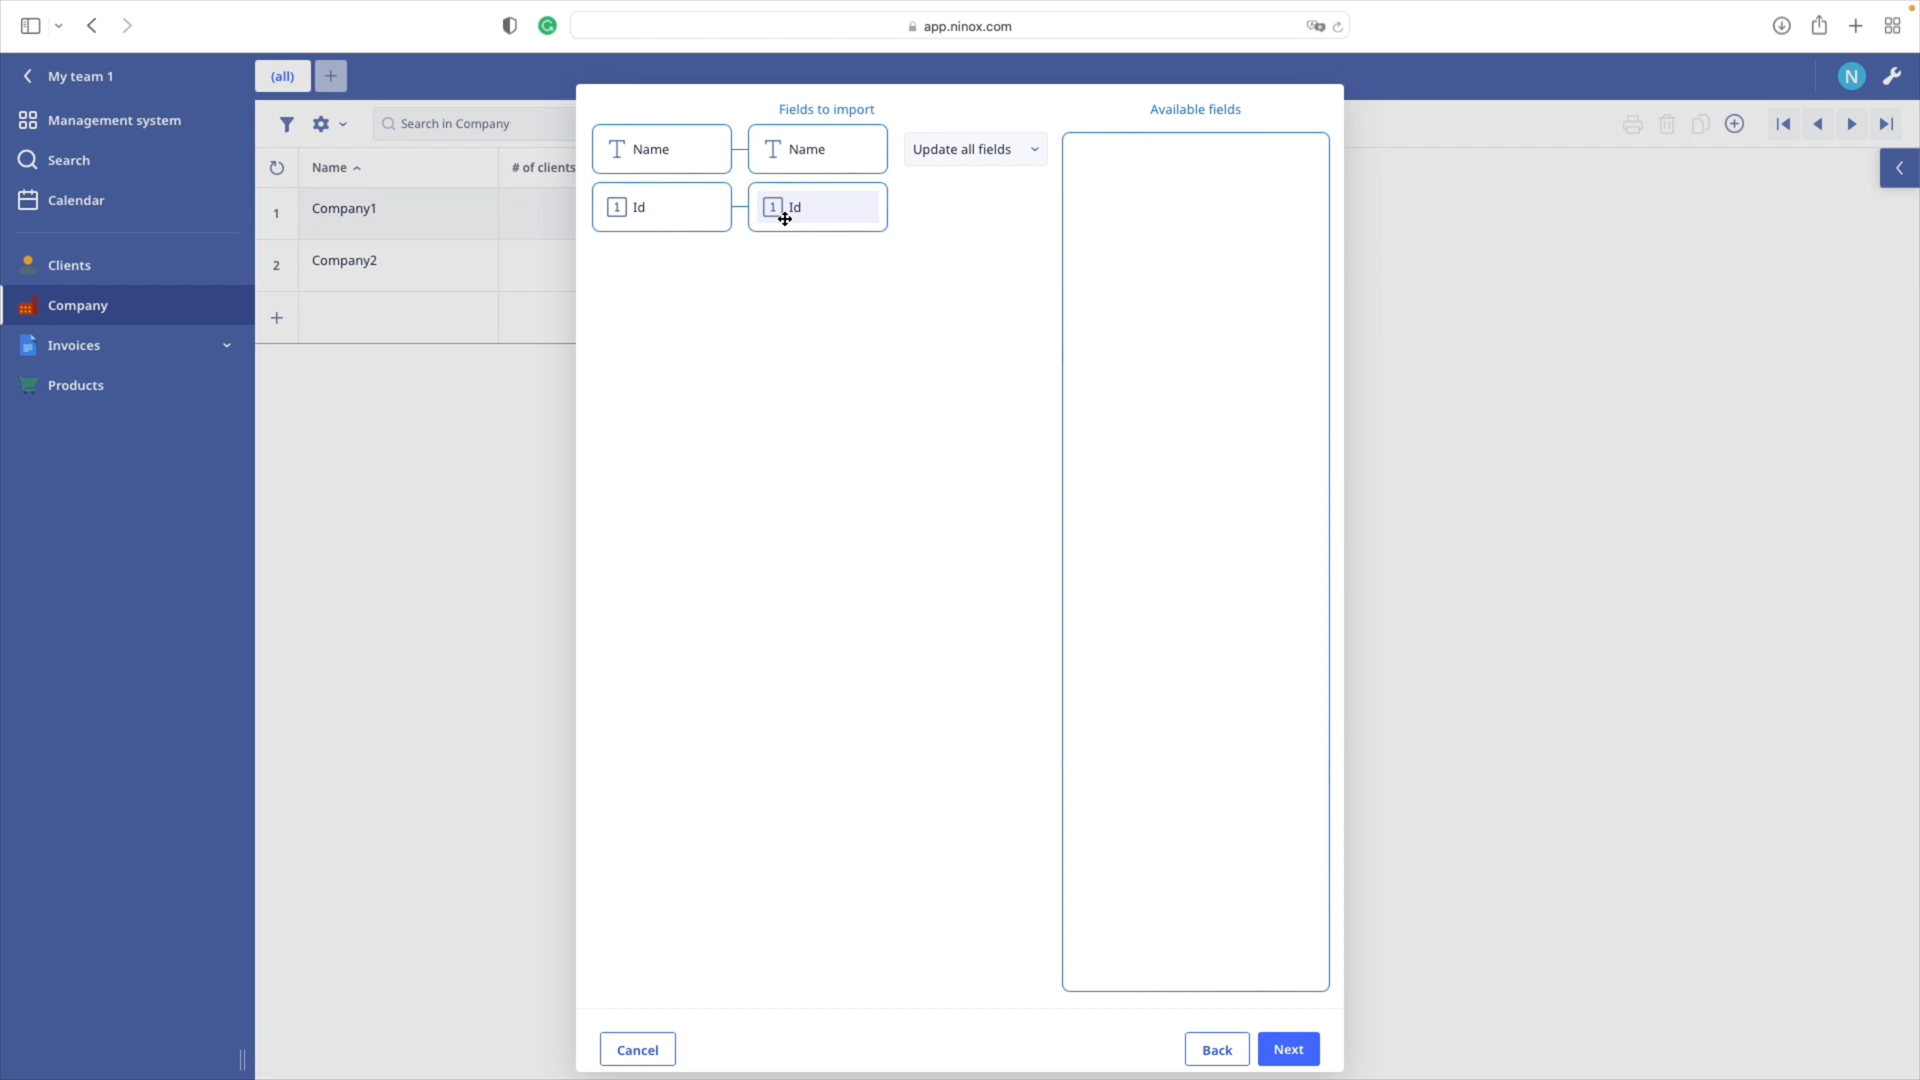 app.ninox.com
My team 1
(all)
+
N
Management system
Search
Calendar
Clients
Company
Invoices
Products
Search in Company
Name
# of clients
1
Company1
2
Company2
+
Fields to import
Available fields
Name
Name
Update all fields
1 Id
1 Id
Cancel
Back
Next